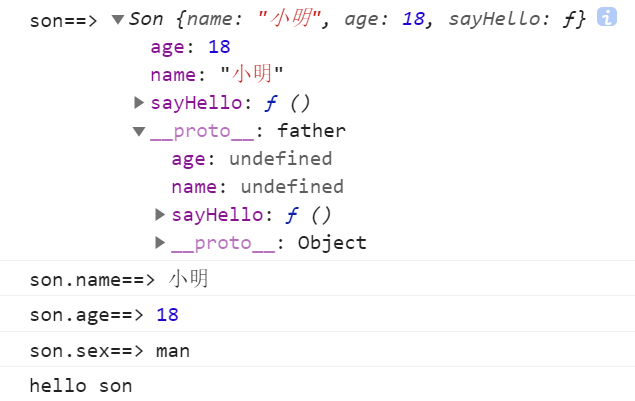 son==> ▼Son {name: "小明", age: 18, sayHello: ƒ} i
age: 18
name: "小明"
▶sayHello: ƒ ()
▼__proto__: father
age: undefined
name: undefined
▶sayHello: ƒ ()
▶__proto__: Object
son.name==> 小明
son.age==> 18
son.sex==> man
hello son